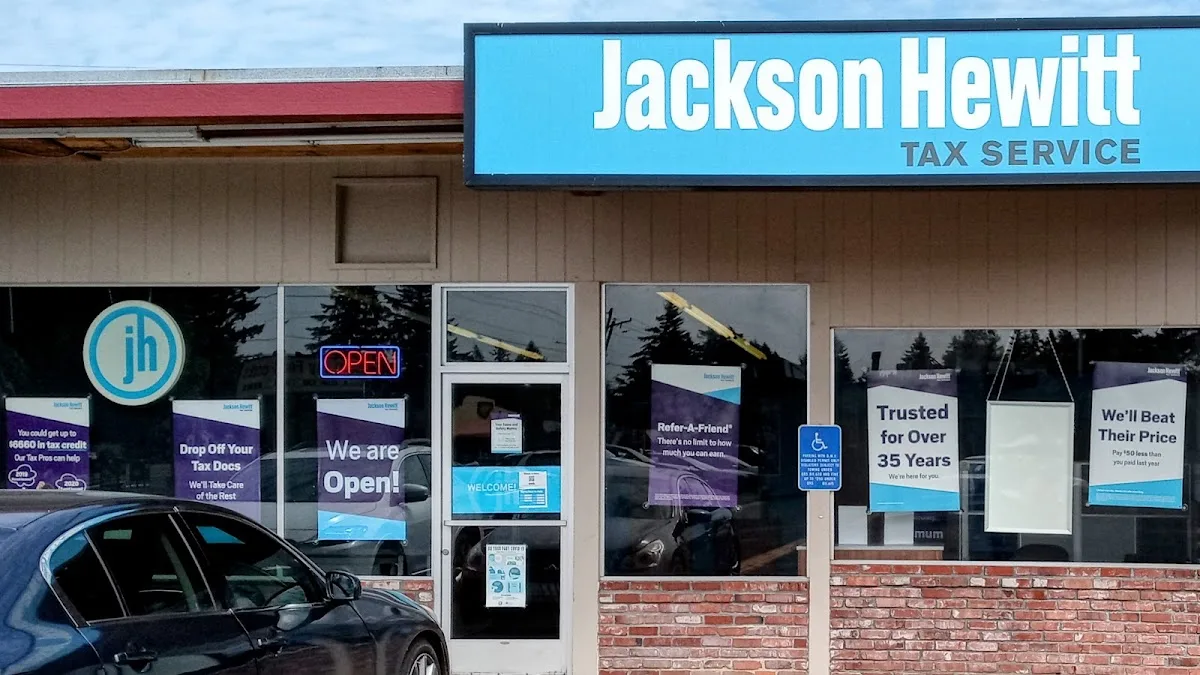 Jackson Hewitt
TAX SERVICE
jh
OPEN
Jackson Hewitt
You could get up to
$6660 in tax credit
Our Tax Pros can help
2019
2020
Jackson Hewitt
Drop Off Your
Tax Docs
We'll Take Care
of the Rest
Jackson Hewitt
We are
Open!
WELCOME!
Jackson Hewitt
Refer-A-Friend®
There's no limit to how
much you can earn.
Jackson Hewitt
Trusted
for Over
35 Years
We're here for you.
mum
Jackson Hewitt
We'll Beat
Their Price
Pay $50 less than
you paid last year